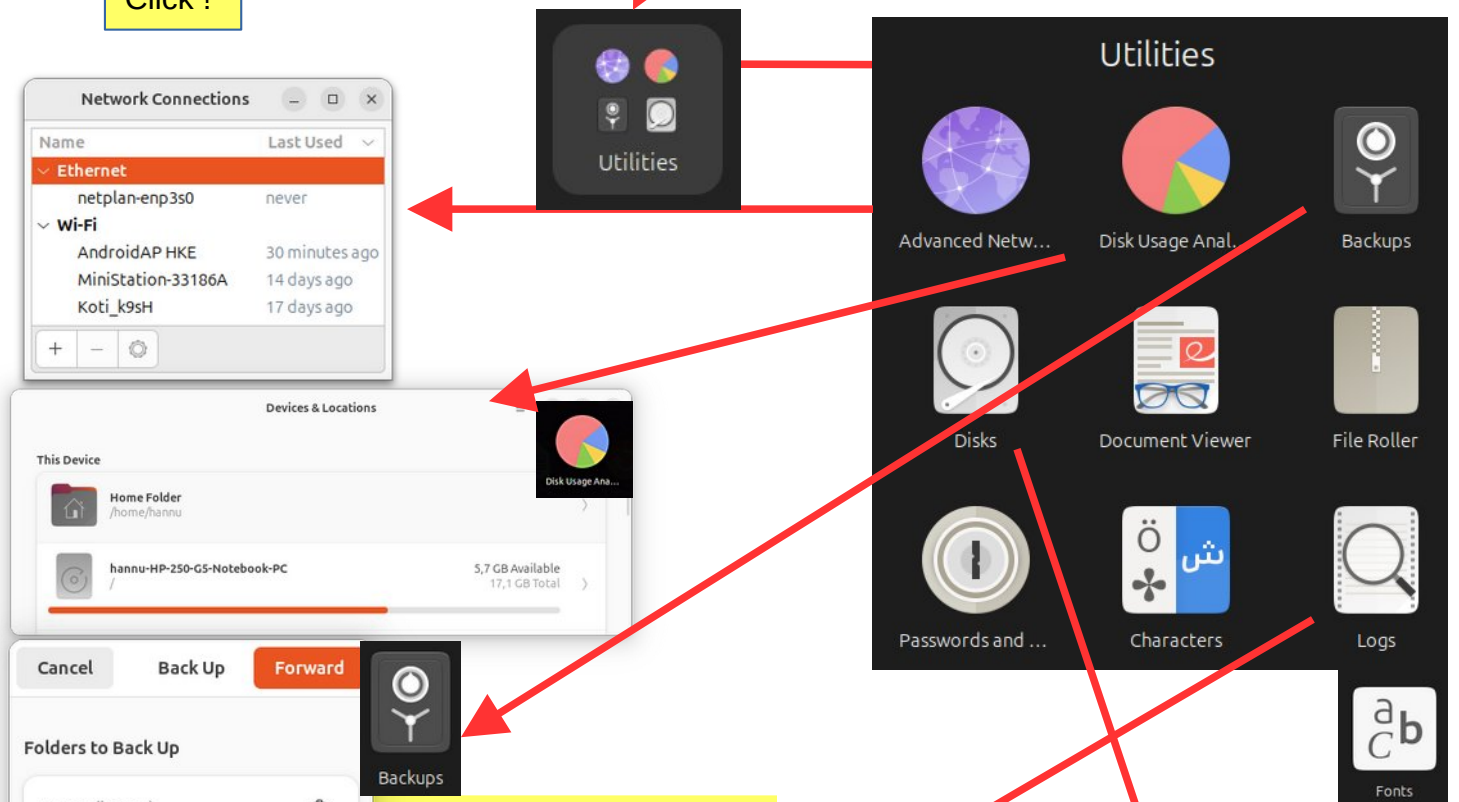 Click !
Utilities
Utilities
Network Connections
Name Last Used
Ethernet
netplan-enp3s0 never
Wi-Fi
AndroidAP HKE 30 minutes ago
MiniStation-33186A 14 days ago
Koti_k9sH 17 days ago
Advanced Netw... Disk Usage Anal... Backups
Disks Document Viewer File Roller
Passwords and ... Characters Logs
Fonts
Devices & Locations
Disk Usage Ana...
This Device
Home Folder
/home/hannu
hannu-HP-250-G5-Notebook-PC 5,7 GB Available
/ 17,1 GB Total
Cancel Back Up Forward
Folders to Back Up
Backups